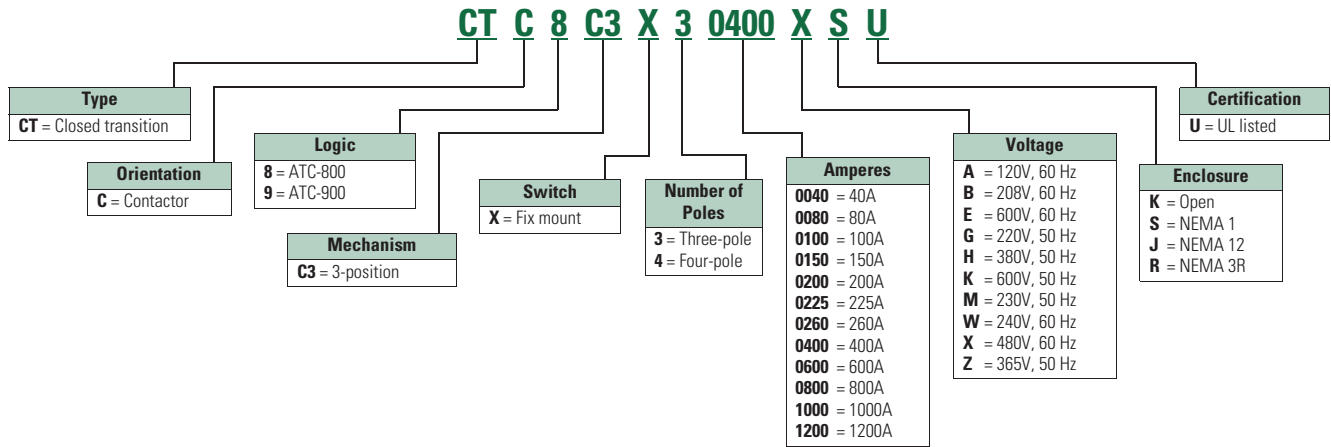 CT C 8 C3 X 3 0400 X S U
Type
CT = Closed transition
Orientation
C = Contactor
Logic
8 = ATC-800
9 = ATC-900
Mechanism
C3 = 3-position
Switch
X = Fix mount
Number of
Poles
3 = Three-pole
4 = Four-pole
Amperes
0040 = 40A
0080 = 80A
0100 = 100A
0150 = 150A
0200 = 200A
0225 = 225A
0260 = 260A
0400 = 400A
0600 = 600A
0800 = 800A
1000 = 1000A
1200 = 1200A
Voltage
A = 120V, 60 Hz
B = 208V, 60 Hz
E = 600V, 60 Hz
G = 220V, 50 Hz
H = 380V, 50 Hz
K = 600V, 50 Hz
M = 230V, 50 Hz
W = 240V, 60 Hz
X = 480V, 60 Hz
Z = 365V, 50 Hz
Enclosure
K = Open
S = NEMA 1
J = NEMA 12
R = NEMA 3R
Certification
U = UL listed